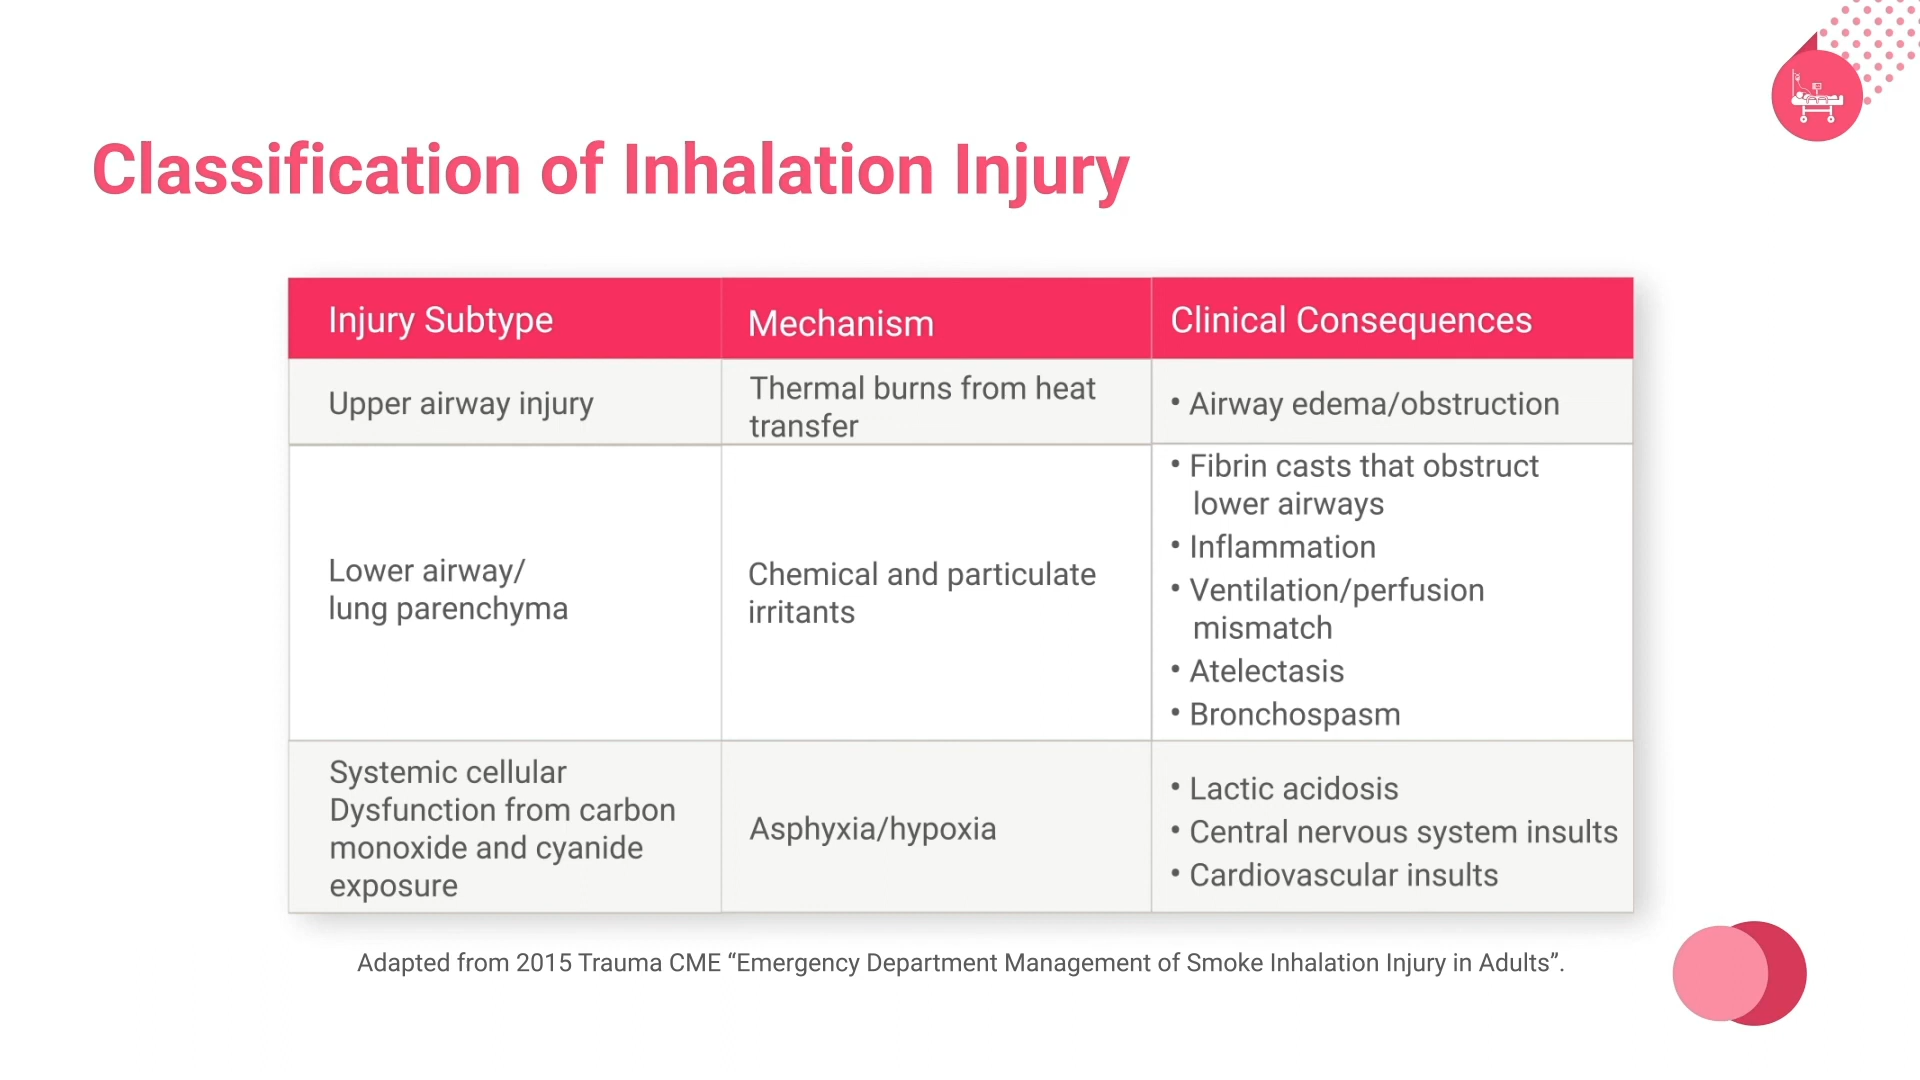 Classification of Inhalation Injury
Injury Subtype
Mechanism
Clinical Consequences
Upper airway injury
Thermal burns from heat
transfer
• Airway edema/obstruction
Lower airway/
lung parenchyma
Chemical and particulate
irritants
• Fibrin casts that obstruct
lower airways
• Inflammation
• Ventilation/perfusion
mismatch
• Atelectasis
• Bronchospasm
Systemic cellular
Dysfunction from carbon
monoxide and cyanide
exposure
Asphyxia/hypoxia
• Lactic acidosis
• Central nervous system insults
• Cardiovascular insults
Adapted from 2015 Trauma CME “Emergency Department Management of Smoke Inhalation Injury in Adults”.